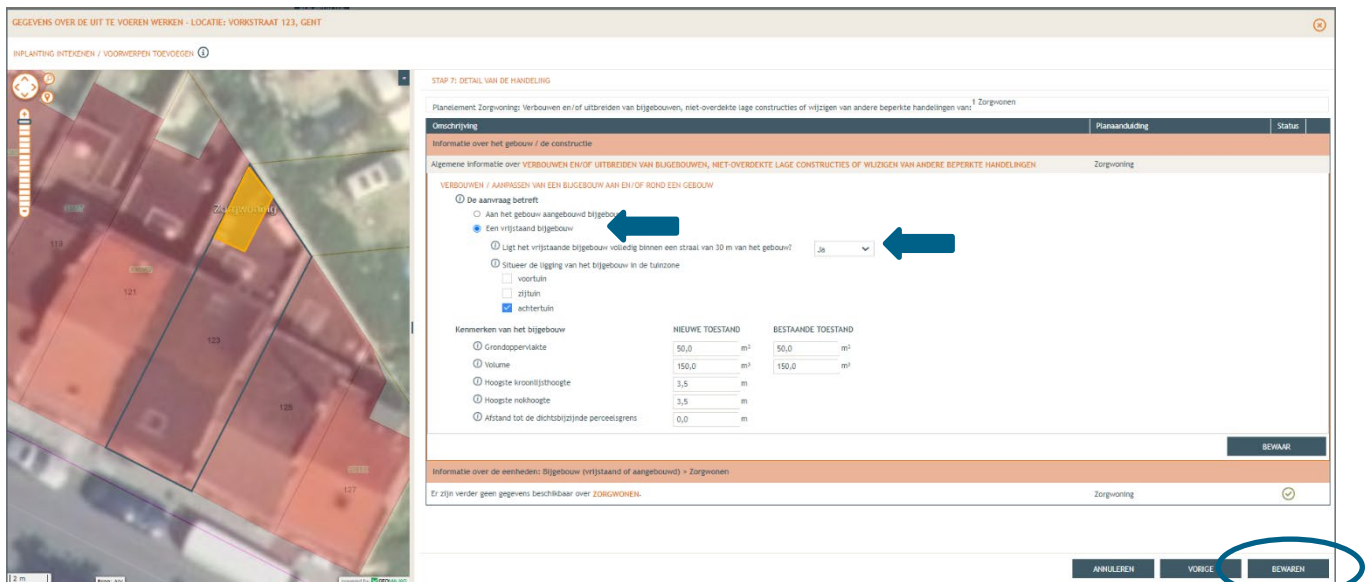 GEGEVENS OVER DE UIT TE VOEREN WERKEN - LOCATIE: VORKSTRAAT 123, GENT
INPLANTING INTEKENEN / VOORWERPEN TOEVOEGEN
STAP 7: DETAIL VAN DE HANDELING
Planelement Zorgwoning: Verbouwen en/of uitbreiden van bijgebouwen, niet-overdekte lage constructies of wijzigen van andere beperkte handelingen van: 1 Zorgwonen
Omschrijving Planaanduiding Status
Informatie over het gebouw / de constructie
Algemene informatie over VERBOUWEN EN/OF UITBREIDEN VAN BIJGEBOUWEN, NIET-OVERDEKTE LAGE CONSTRUCTIES OF WIJZIGEN VAN ANDERE BEPERKTE HANDELINGEN Zorgwoning
VERBOUWEN / AANPASSEN VAN EEN BIJGEBOUW AAN EN/OF ROND EEN GEBOUW
De aanvraag betreft
Aan het gebouw aangebouwd bijgebouw
Een vrijstaand bijgebouw
Ligt het vrijstaande bijgebouw volledig binnen een straal van 30 m van het gebouw? Ja
Situeer de ligging van het bijgebouw in de tuinzone
voortuin
zijtuin
achtertuin
Kenmerken van het bijgebouw NIEUWE TOESTAND BESTAANDE TOESTAND
Grondoppervlakte 50,0 m² 50,0 m²
Volume 150,0 m³ 150,0 m³
Hoogste kroonlijsthoogte 3,5 m
Hoogste nokhoogte 3,5 m
Afstand tot de dichtsbijzijnde perceelsgrens 0,0 m
BEWAAR
Informatie over de eenheden: Bijgebouw (vrijstaand of aangebouwd) > Zorgwonen
Er zijn verder geen gegevens beschikbaar over ZORGWONEN. Zorgwoning
ANNULEREN VORIGE BEWAREN
Zorgwoning
119
121
123
125
127
2 m